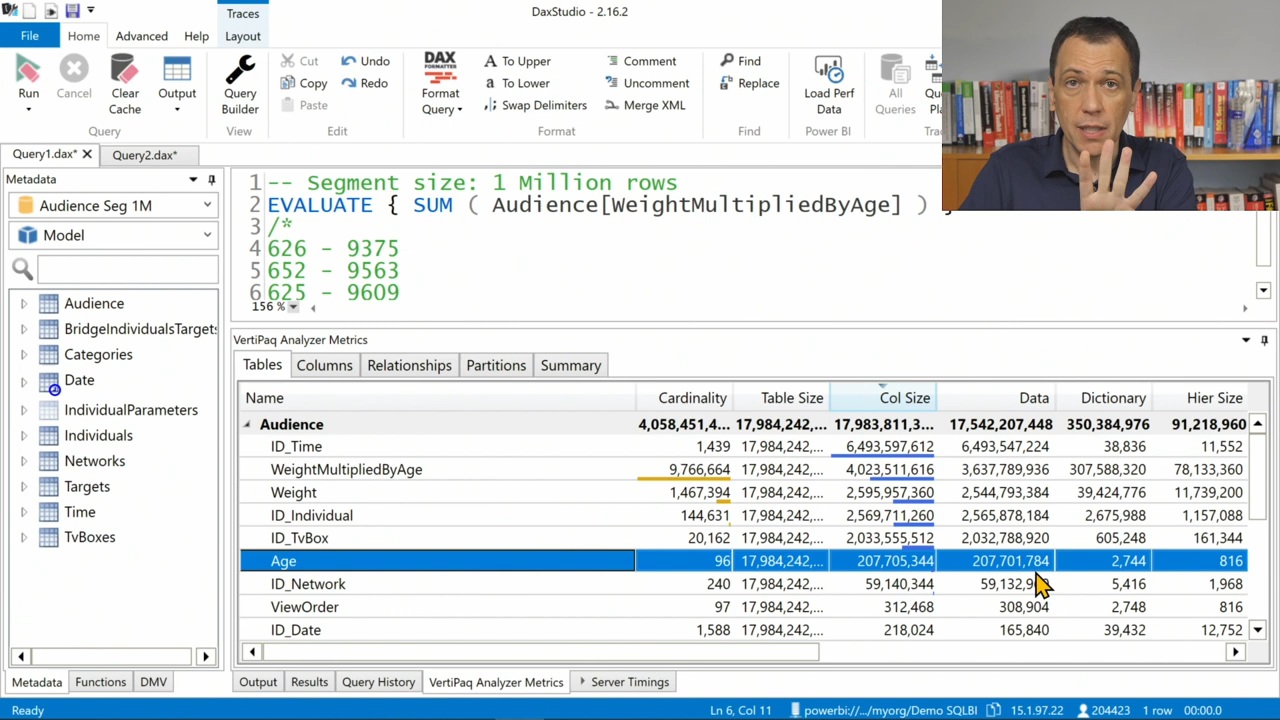 Traces
DaxStudio - 2.16.2
File Home Advanced Help Layout
Run
Cancel
Clear Cache
Output
Query
Query Builder
View
Cut
Copy
Paste
Undo
Redo
Edit
DAX FORMATTER
Format Query
To Upper
To Lower
Swap Delimiters
Comment
Uncomment
Merge XML
Format
Find
Replace
Find
Load Perf Data
Power BI
All Queries
Query1.dax* Query2.dax*
Metadata
Audience Seg 1M
Model
Audience
Categories
Date
IndividualParameters
Individuals
Networks
Targets
Time
TvBoxes
1 -- Segment size: 1 Million rows
2 EVALUATE { SUM ( Audience[WeightMultipliedByAge] ) }
3 /*
4 626 - 9375
5 652 - 9563
6 625 - 9609
156 %
VertiPaq Analyzer Metrics
Tables Columns Relationships Partitions Summary
Name Cardinality Table Size Col Size Data Dictionary Hier Size
Audience 4,058,451,4... 17,984,242,... 17,983,811,3... 17,542,207,448 350,384,976 91,218,960
ID_Time 1,439 17,984,242,... 6,493,597,612 6,493,547,224 38,836 11,552
WeightMultipliedByAge 9,766,664 17,984,242,... 4,023,511,616 3,637,789,936 307,588,320 78,133,360
Weight 1,467,394 17,984,242,... 2,595,957,360 2,544,793,384 39,424,776 11,739,200
ID_Individual 144,631 17,984,242,... 2,569,711,260 2,565,878,184 2,675,988 1,157,088
ID_TvBox 20,162 17,984,242,... 2,033,555,512 2,032,788,920 605,248 161,344
Age 96 17,984,242,... 207,705,344 207,701,784 2,744 816
ID_Network 240 17,984,242,... 59,140,344 5,416 1,968
ViewOrder 97 17,984,242,... 312,468 308,904 2,748 816
ID_Date 1,588 17,984,242,... 218,024 165,840 39,432 12,752
Metadata Functions DMV
Output Results Query History VertiPaq Analyzer Metrics Server Timings
Ready
Ln 6, Col 11 powerbi://.../myorg/Demo SQLBI 15.1.97.22 204423 1 row 00:00.0